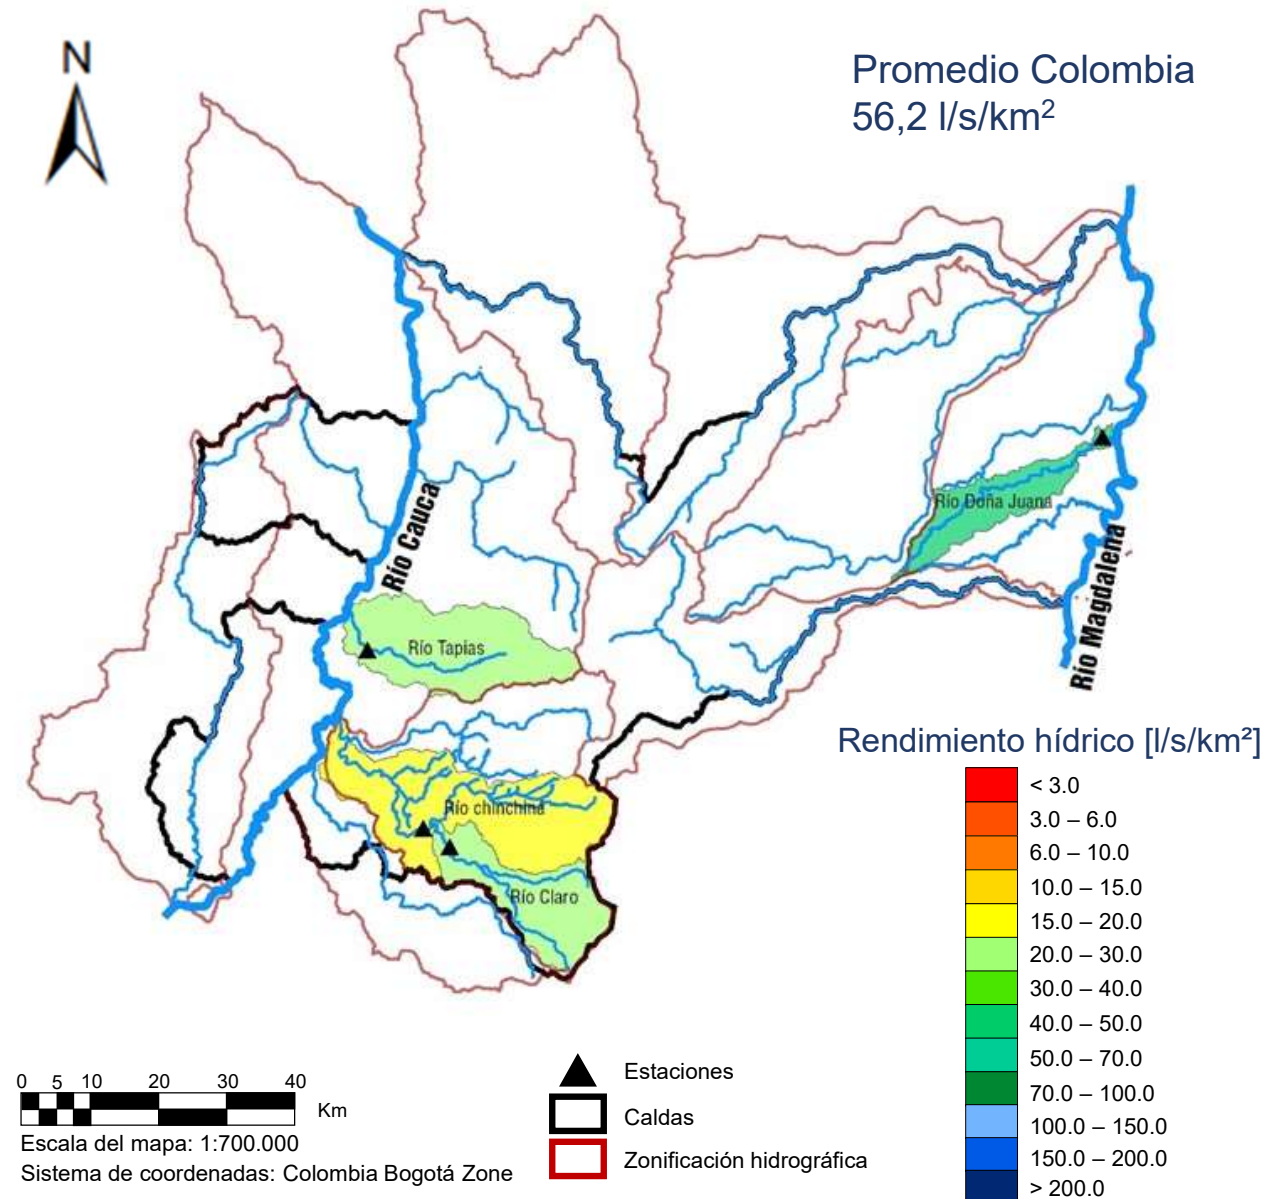 N
Promedio Colombia
56,2 l/s/km²
Río Cauca
Río Doña Juana
Río Magdalena
Río Tapias
Río chinchiná
Río Claro
Rendimiento hídrico [l/s/km²]
< 3.0
3.0 – 6.0
6.0 – 10.0
10.0 – 15.0
15.0 – 20.0
20.0 – 30.0
30.0 – 40.0
40.0 – 50.0
50.0 – 70.0
70.0 – 100.0
100.0 – 150.0
150.0 – 200.0
> 200.0
0 5 10 20 30 40
Km
Escala del mapa: 1:700.000
Sistema de coordenadas: Colombia Bogotá Zone
Estaciones
Caldas
Zonificación hidrográfica